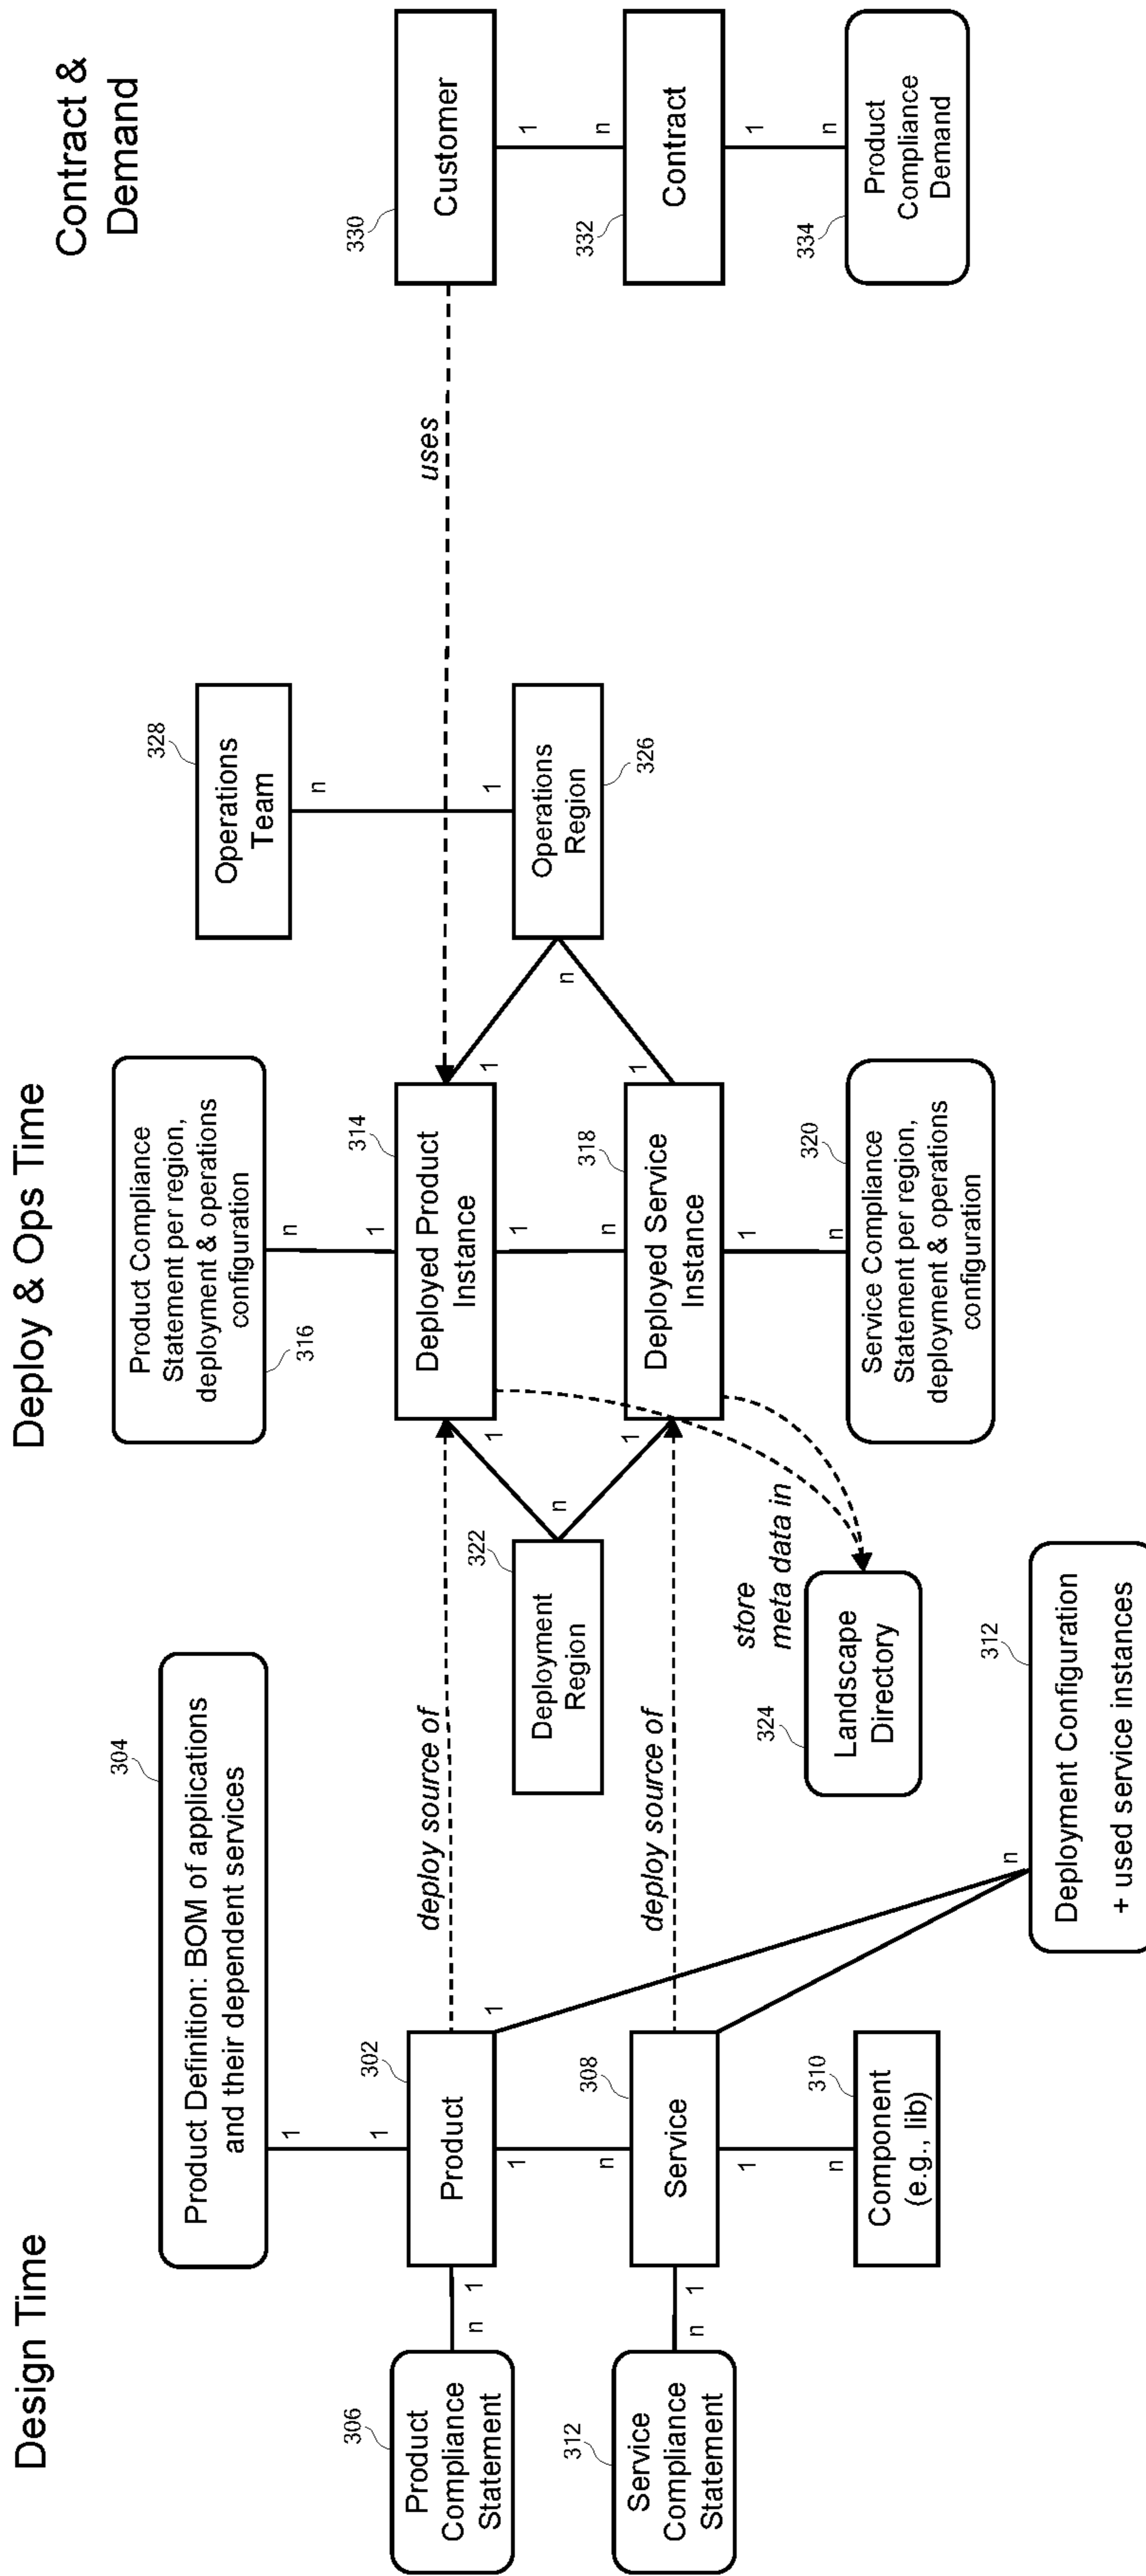 Design Time
Deploy & Ops Time
Contract &
Demand
304
Product Definition: BOM of applications
and their dependent services
1
1
306
Product
Compliance
Statement
n
1
302
Product
1
n
1
312
Service
Compliance
Statement
n
1
308
Service
1
n
310
Component
(e.g., lib)
n
312
Deployment Configuration
+ used service instances
deploy source of
deploy source of
322
Deployment
Region
n
1
1
store
meta data in
324
Landscape
Directory
Product Compliance
Statement per region,
deployment & operations
configuration
316
n
1
314
Deployed Product
Instance
1
n
318
Deployed Service
Instance
1
n
320
Service Compliance
Statement per region,
deployment & operations
configuration
1
1
n
328
Operations
Team
n
1
Operations
Region
326
uses
330
Customer
1
n
332
Contract
1
n
334
Product
Compliance
Demand